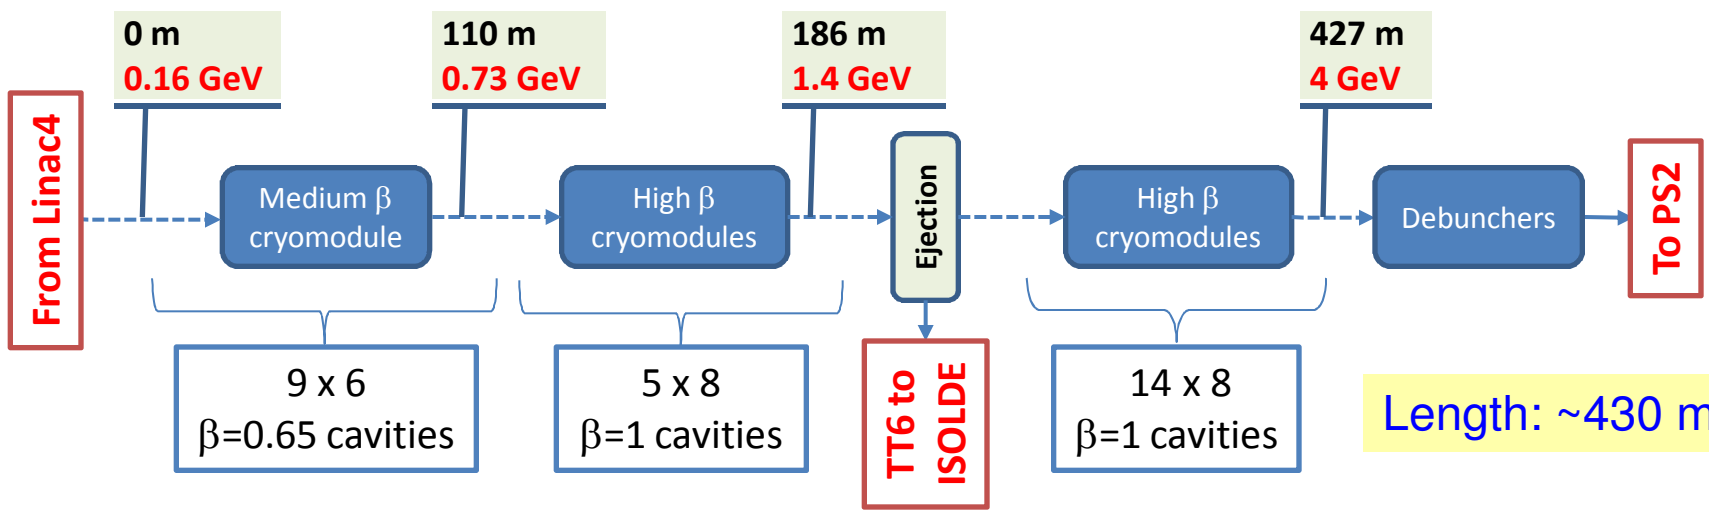 0 m
0.16 GeV
110 m
0.73 GeV
186 m
1.4 GeV
427 m
4 GeV
From Linac4
Medium β
cryomodule
High β
cryomodules
Ejection
High β
cryomodules
Debunchers
To PS2
9 x 6
β=0.65 cavities
5 x 8
β=1 cavities
TT6 to
ISOLDE
14 x 8
β=1 cavities
Length: ~430 m